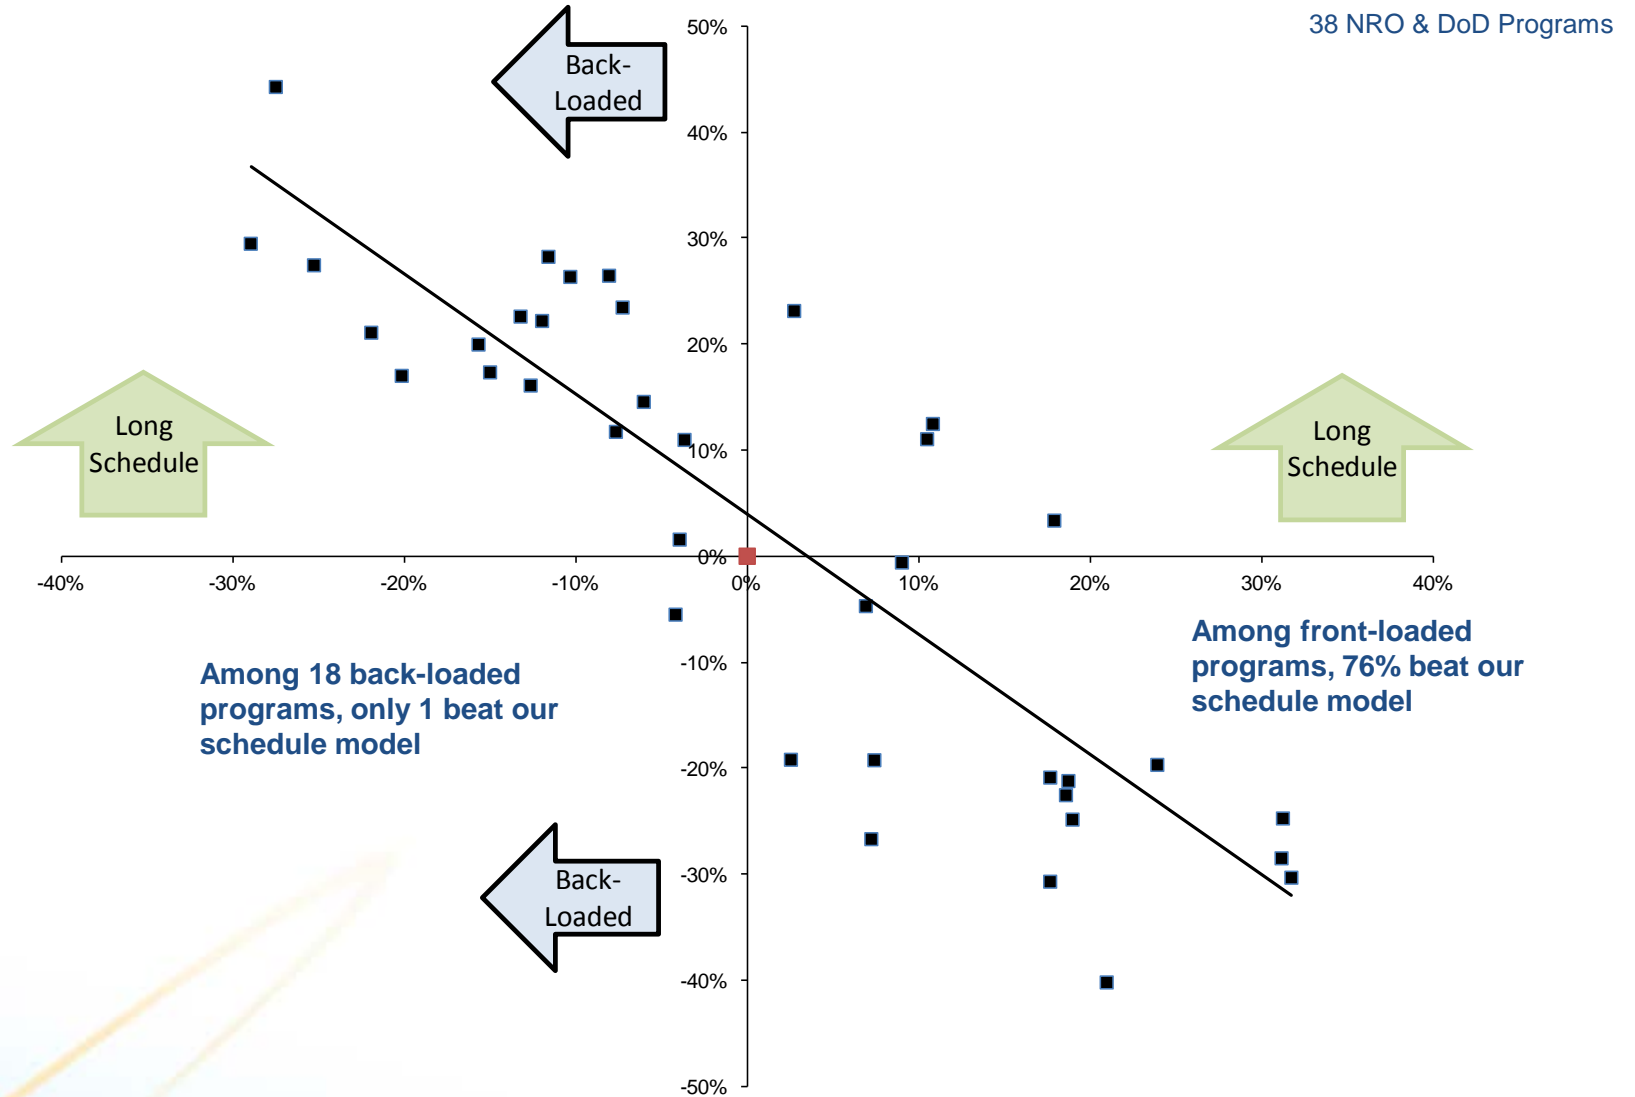 38 NRO & DoD Programs
50%
Back-
Loaded
40%
30%
20%
Long
Schedule
Long
Schedule
10%
0%
-40%
-30%
-20%
-10%
0%
10%
20%
30%
40%
Among front-loaded
programs, 76% beat our
schedule model
-10%
Among 18 back-loaded
programs, only 1 beat our
schedule model
-20%
-30%
Back-
Loaded
-40%
-50%